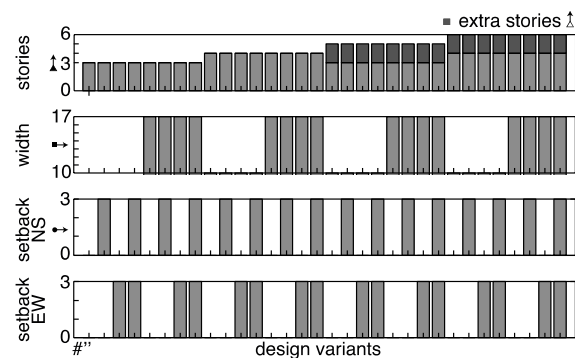 extra stories
stories
6
3
0
width
17
10
setback
NS
3
0
setback
EW
3
0
#''
design variants